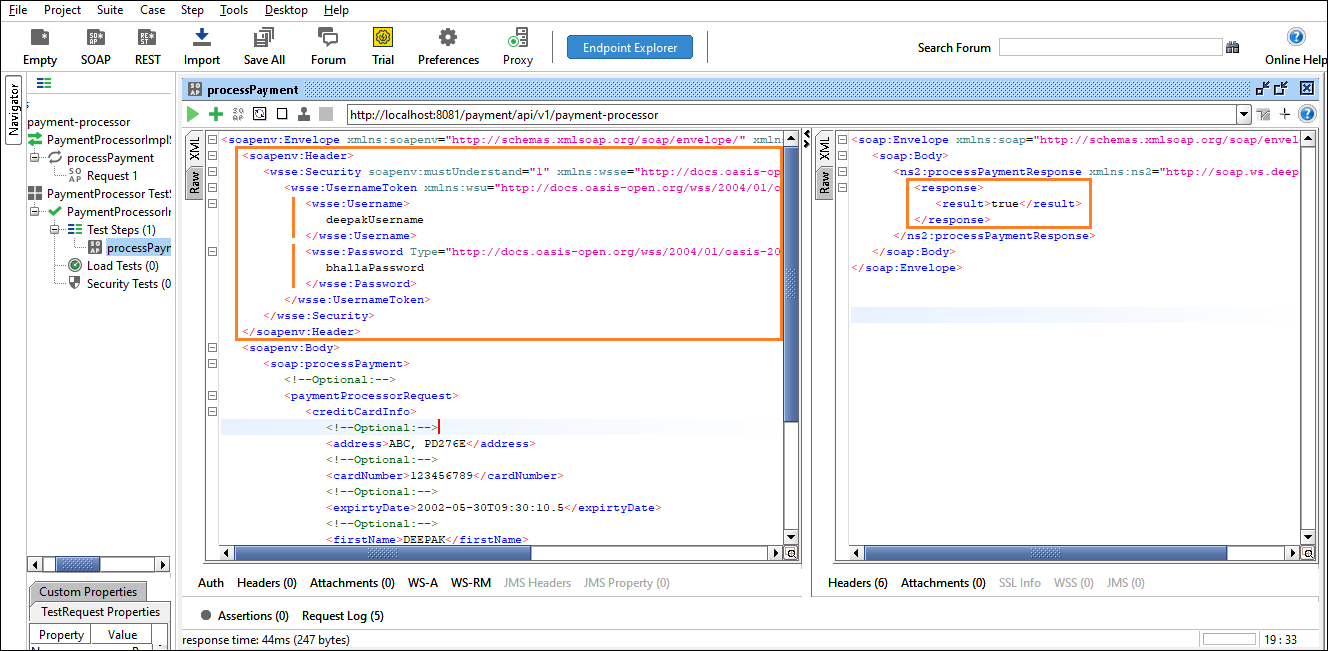 File Project Suite Case Step Tools Desktop Help
Empty SOAP REST Import Save All Forum Trial Preferences Proxy Endpoint Explorer Search Forum Online Help
Navigator
payment-processor
PaymentProcessorImplS
processPayment
Request 1
PaymentProcessor TestS
PaymentProcessorIn
Test Steps (1)
processPaym
Load Tests (0)
Security Tests (0
Custom Properties
TestRequest Properties
Property Value
processPayment
http://localhost:8081/payment/api/v1/payment-processor
XML
Raw
<soapenv:Envelope xmlns:soapenv="http://schemas.xmlsoap.org/soap/envelope/" xmlns
<soapenv:Header>
<wsse:Security soapenv:mustUnderstand="1" xmlns:wsse="http://docs.oasis-op
<wsse:UsernameToken xmlns:wsu="http://docs.oasis-open.org/wss/2004/01/o
<wsse:Username>
deepakUsername
</wsse:Username>
<wsse:Password Type="http://docs.oasis-open.org/wss/2004/01/oasis-20
bhallaPassword
</wsse:Password>
</wsse:UsernameToken>
</wsse:Security>
</soapenv:Header>
<soapenv:Body>
<soap:processPayment>
<!--Optional:-->
<paymentProcessorRequest>
<creditCardInfo>
<!--Optional:-->
<address>ABC, PD276E</address>
<!--Optional:-->
<cardNumber>123456789</cardNumber>
<!--Optional:-->
<expirtyDate>2002-05-30T09:30:10.5</expirtyDate>
<!--Optional:-->
<firstName>DEEPAK</firstName>
Auth Headers (0) Attachments (0) WS-A WS-RM JMS Headers JMS Property (0)
XML
Raw
<soap:Envelope xmlns:soap="http://schemas.xmlsoap.org/soap/envel
<soap:Body>
<ns2:processPaymentResponse xmlns:ns2="http://soap.ws.deep
<response>
<result>true</result>
</response>
</ns2:processPaymentResponse>
</soap:Body>
</soap:Envelope>
Headers (6) Attachments (0) SSL Info WSS (0) JMS (0)
Assertions (0) Request Log (5)
response time: 44ms (247 bytes)
19 : 33